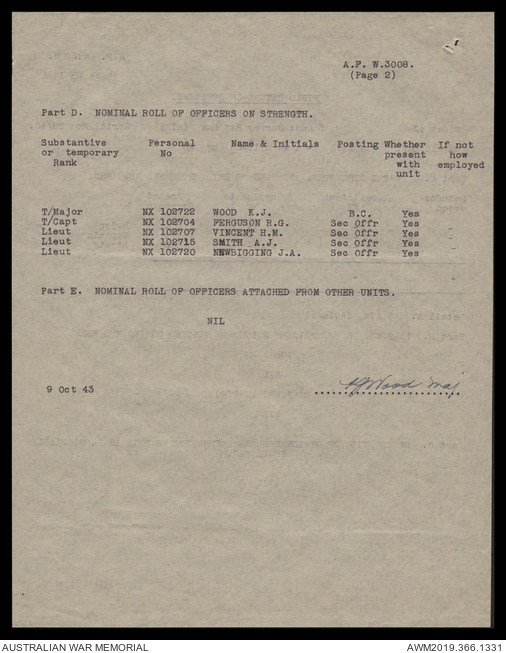 A.F. W.3008.
(Page 2)
Part D. NOMINAL ROLL OF OFFICERS ON STRENGTH.
Substantive Personal Name & Initials Posting Whether If not
or temporary No present how
Rank with employed
unit
T/Major NX 102722 WOOD K.J. B.C. Yes -
T/Capt NX 102704 FERGUSON R.G. Sec Offr Yes -
Lieut NX 102707 VINCENT H.M. Sec Offr Yes -
Lieut NX 102715 SMITH A.J. Sec Offr Yes -
Lieut NX 102720 NEWBIGGING J.A. Sec Offr Yes -
Part E. NOMINAL ROLL OF OFFICERS ATTACHED FROM OTHER UNITS.
NIL
9 Oct 43 KJWood Maj
AUSTRALIAN WAR MEMORIAL AWM2019.366.1331